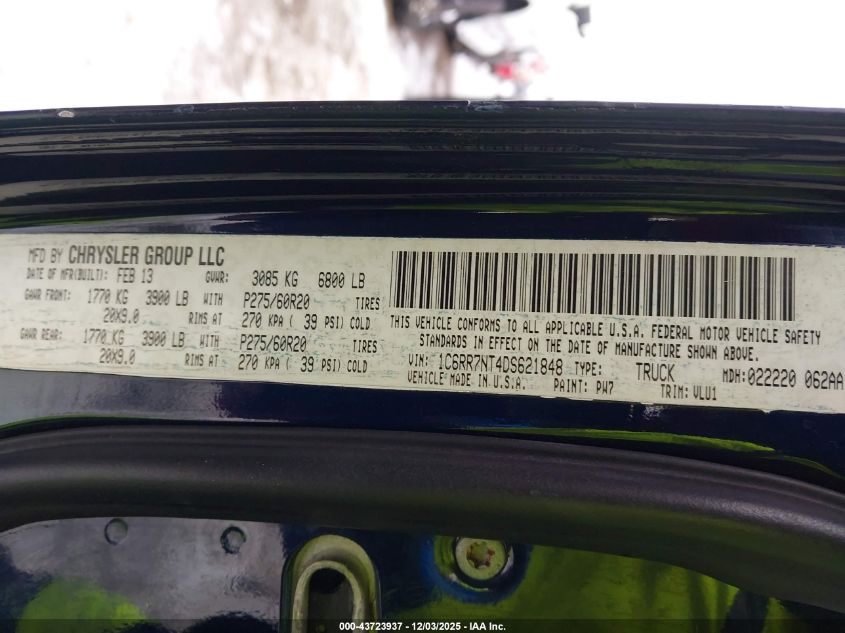 MFD BY CHRYSLER GROUP LLC
DATE OF MFR(BUILT): FEB 13 GVWR: 3085 KG 6800 LB
GAWR FRONT: 1770 KG 3900 LB WITH P275/60R20 TIRES
20X9.0 RIMS AT 270 KPA ( 39 PSI) COLD
GAWR REAR: 1770 KG 3900 LB WITH P275/60R20 TIRES
20X9.0 RIMS AT 270 KPA ( 39 PSI) COLD
THIS VEHICLE CONFORMS TO ALL APPLICABLE U.S.A. FEDERAL MOTOR VEHICLE SAFETY
STANDARDS IN EFFECT ON THE DATE OF MANUFACTURE SHOWN ABOVE.
VIN: 1C6RR7NT4DS621848 TYPE: TRUCK MDH: 022220 062AA
VEHICLE MADE IN U.S.A. PAINT: PW7 TRIM: VLU1
000-43723937 - 12/03/2025 - IAA Inc.